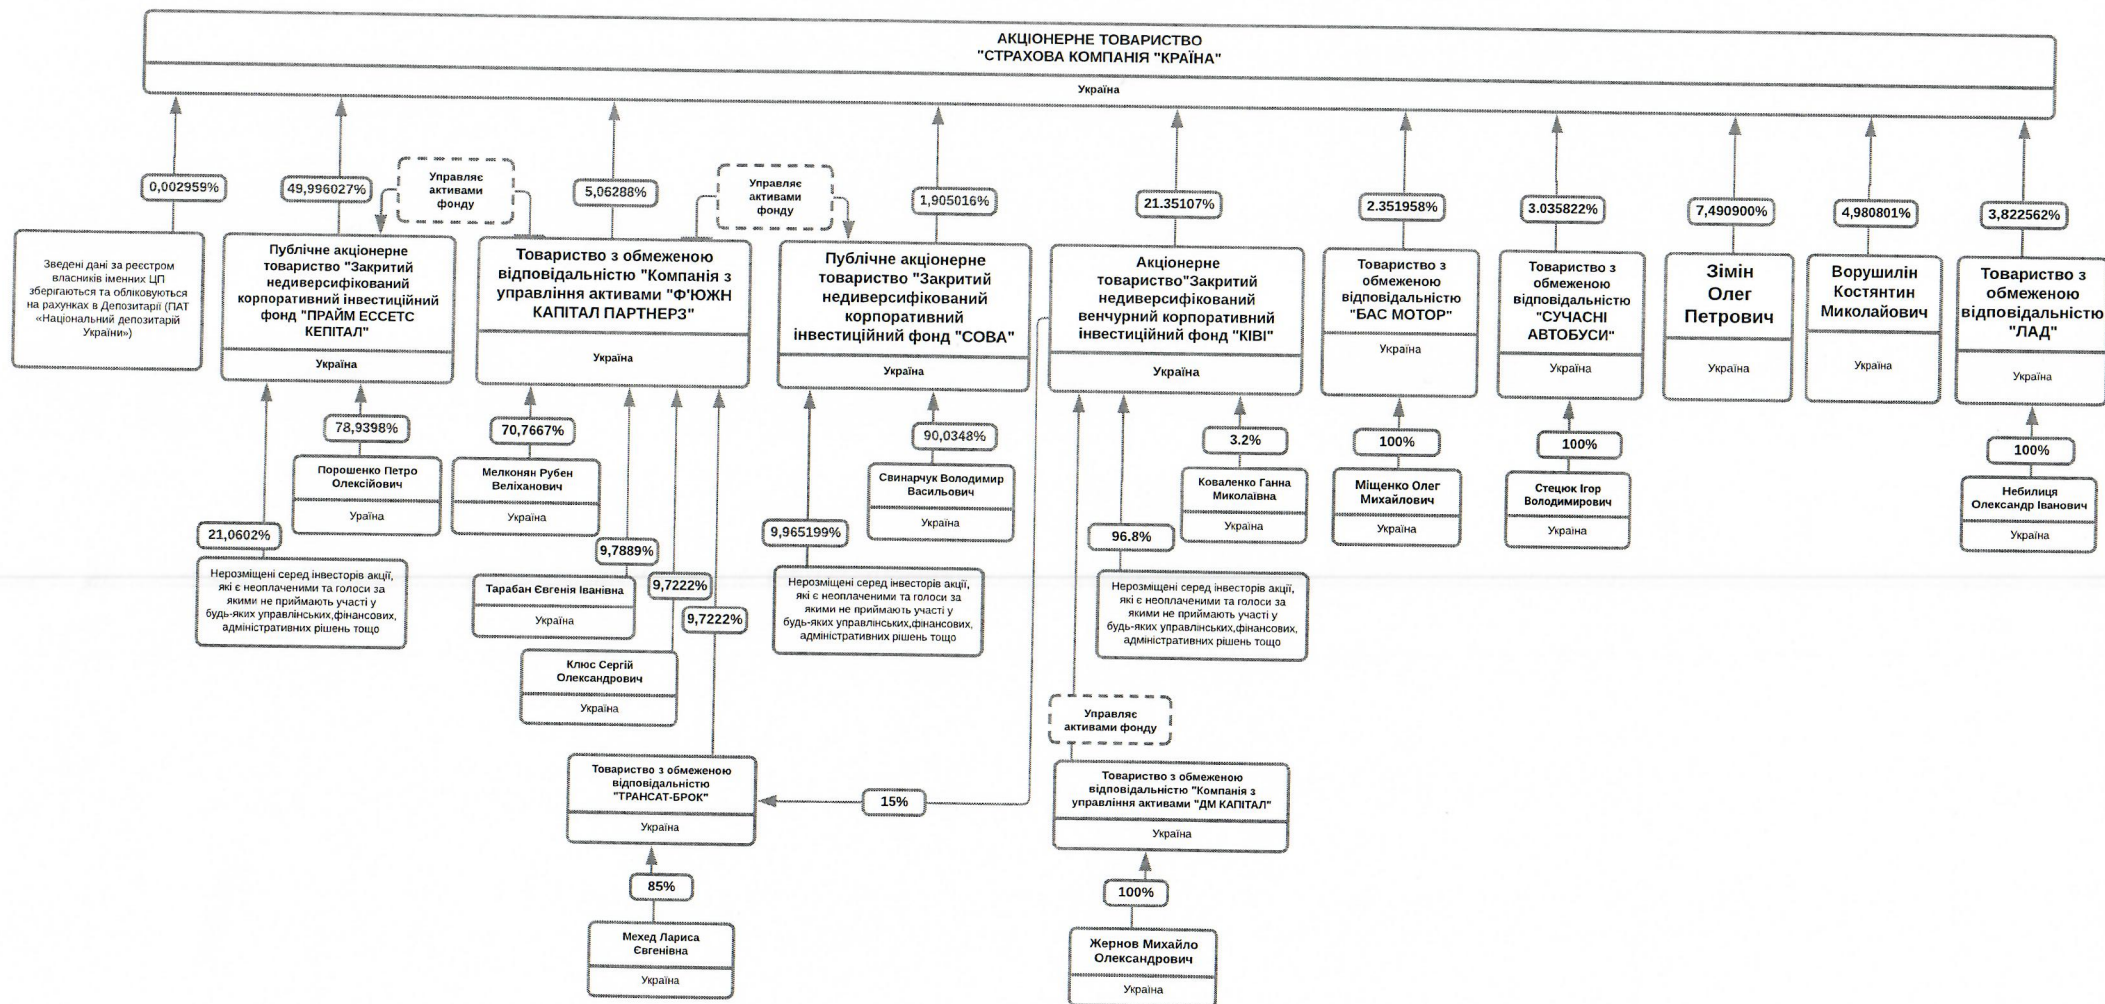 АКЦІОНЕРНЕ ТОВАРИСТВО
"СТРАХОВА КОМПАНІЯ "КРАЇНА"
Україна
0,002959%
49,996027%
Управляє
активами
фонду
5,06288%
Управляє
активами
фонду
1,905016%
21.35107%
2.351958%
3.035822%
7,490900%
4,980801%
3,822562%
Зведені дані за реєстром
власників іменних ЦП
зберігаються та обліковуються
на рахунках в Депозитарії (ПАТ
«Національний депозитарій
України»)
Публічне акціонерне
товариство "Закритий
недиверсифікований
корпоративний інвестиційний
фонд "ПРАЙМ ЕССЕТС
КЕПІТАЛ"
Україна
Товариство з обмеженою
відповідальністю "Компанія з
управління активами "Ф'ЮЖН
КАПІТАЛ ПАРТНЕРЗ"
Україна
Публічне акціонерне
товариство "Закритий
недиверсифікований
корпоративний
інвестиційний фонд "СОВА"
Україна
Акціонерне
товариство"Закритий
недиверсифікований
венчурний корпоративний
інвестиційний фонд "КІВІ"
Україна
Товариство з
обмеженою
відповідальністю
"БАС МОТОР"
Україна
Товариство з
обмеженою
відповідальністю
"СУЧАСНІ
АВТОБУСИ"
Україна
Зімін
Олег
Петрович
Україна
Ворушилін
Костянтин
Миколайович
Україна
Товариство з
обмеженою
відповідальністю
"ЛАД"
Україна
78,9398%
70,7667%
90,0348%
3.2%
100%
100%
100%
Порошенко Петро
Олексійович
Ураїна
Мелконян Рубен
Веліханович
Україна
Свинарчук Володимир
Васильович
Україна
Коваленко Ганна
Миколаївна
Україна
Міщенко Олег
Михайлович
Україна
Стецюк Ігор
Володимирович
Україна
Небилиця
Олександр Іванович
Україна
21,0602%
9,7889%
9,7222%
9,7222%
9,965199%
96.8%
Нерозміщені серед інвесторів акції,
які є неоплаченими та голоси за
якими не приймають участі у
будь-яких управлінських,фінансових,
адміністративних рішень тощо
Тарабан Євгенія Іванівна
Україна
Нерозміщені серед інвесторів акції,
які є неоплаченими та голоси за
якими не приймають участі у
будь-яких управлінських,фінансових,
адміністративних рішень тощо
Нерозміщені серед інвесторів акції,
які є неоплаченими та голоси за
якими не приймають участі у
будь-яких управлінських,фінансових,
адміністративних рішень тощо
Клюс Сергій
Олександрович
Україна
Управляє
активами фонду
Товариство з обмеженою
відповідальністю
"ТРАНСАТ-БРОК"
Україна
15%
Товариство з обмеженою
відповідальністю "Компанія з
управління активами "ДМ КАПІТАЛ"
Україна
85%
100%
Мехед Лариса
Євгенівна
Україна
Жернов Михайло
Олександрович
Україна